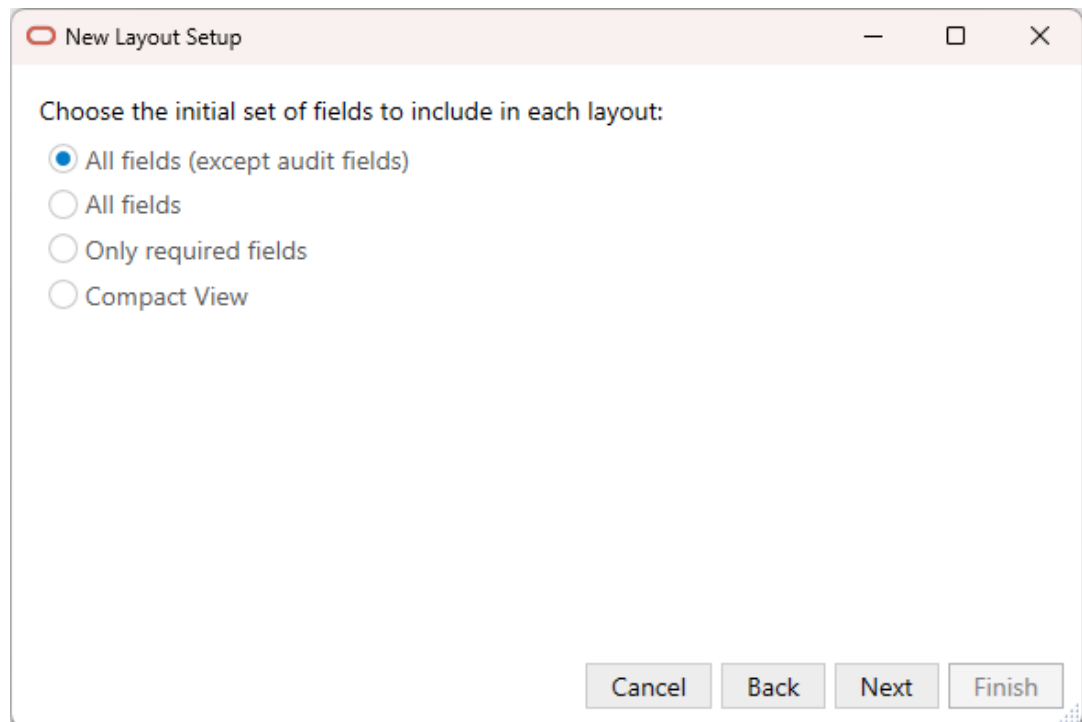 New Layout Setup
Choose the initial set of fields to include in each layout:
All fields (except audit fields)
All fields
Only required fields
Compact View
Cancel Back Next Finish